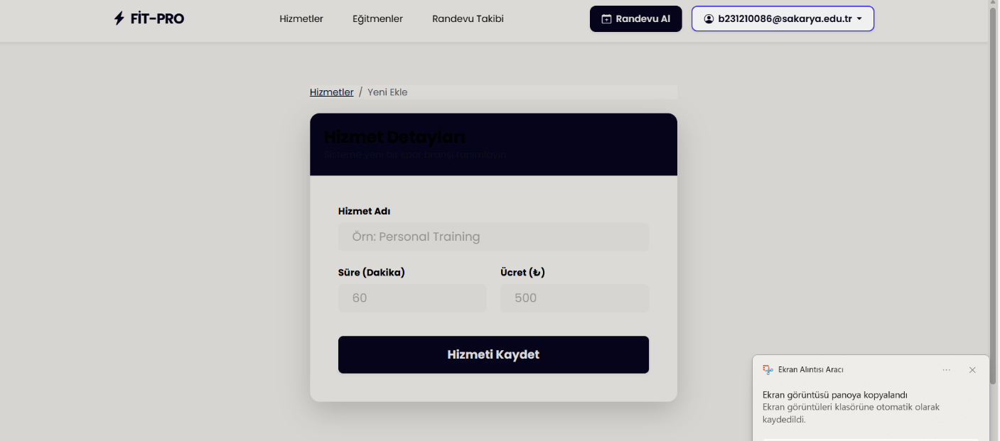 FİT-PRO
Hizmetler
Eğitmenler
Randevu Takibi
Randevu Al
b231210086@sakarya.edu.tr
Hizmetler / Yeni Ekle
Hizmet Detayları
Sisteme yeni bir spor branşı tanımlayın
Hizmet Adı
Örn: Personal Training
Süre (Dakika)
Ücret (₺)
60
500
Hizmeti Kaydet
Ekran Alıntısı Aracı
Ekran görüntüsü panoya kopyalandı
Ekran görüntüleri klasörüne otomatik olarak
kaydedildi.